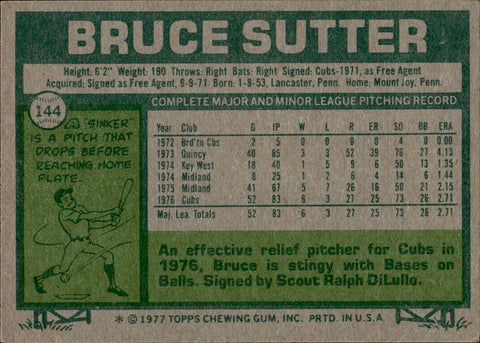 BRUCE SUTTER
Height: 6'2" Weight: 190 Throws: Right Bats: Right Signed: Cubs-1971, as Free Agent
Acquired: Signed as Free Agent, 9-9-71 Born: 1-8-53, Lancaster, Penn. Home: Mount Joy, Penn.
144
COMPLETE MAJOR AND MINOR LEAGUE PITCHING RECORD
A "SINKER"
IS A PITCH THAT
DROPS BEFORE
REACHING HOME
PLATE.
Year Club G IP W L R ER SO BB ERA
1972 Brd'tn Cbs 2 5 0 0 0 0 4 0 0.00
1973 Quincy 40 85 3 3 52 39 76 27 4.13
1974 Key West 18 40 1 5 9 6 50 13 1.35
1974 Midland 8 25 1 2 6 4 14 6 1.44
1975 Midland 41 67 5 7 26 16 50 21 2.15
1976 Cubs 52 83 6 3 27 25 73 26 2.71
Maj. Lea. Totals 52 83 6 3 27 25 73 26 2.71
An effective relief pitcher for Cubs in
1976, Bruce is stingy with Bases on
Balls. Signed by Scout Ralph DiLullo.
* © 1977 TOPPS CHEWING GUM, INC. PRTD. IN U.S.A.